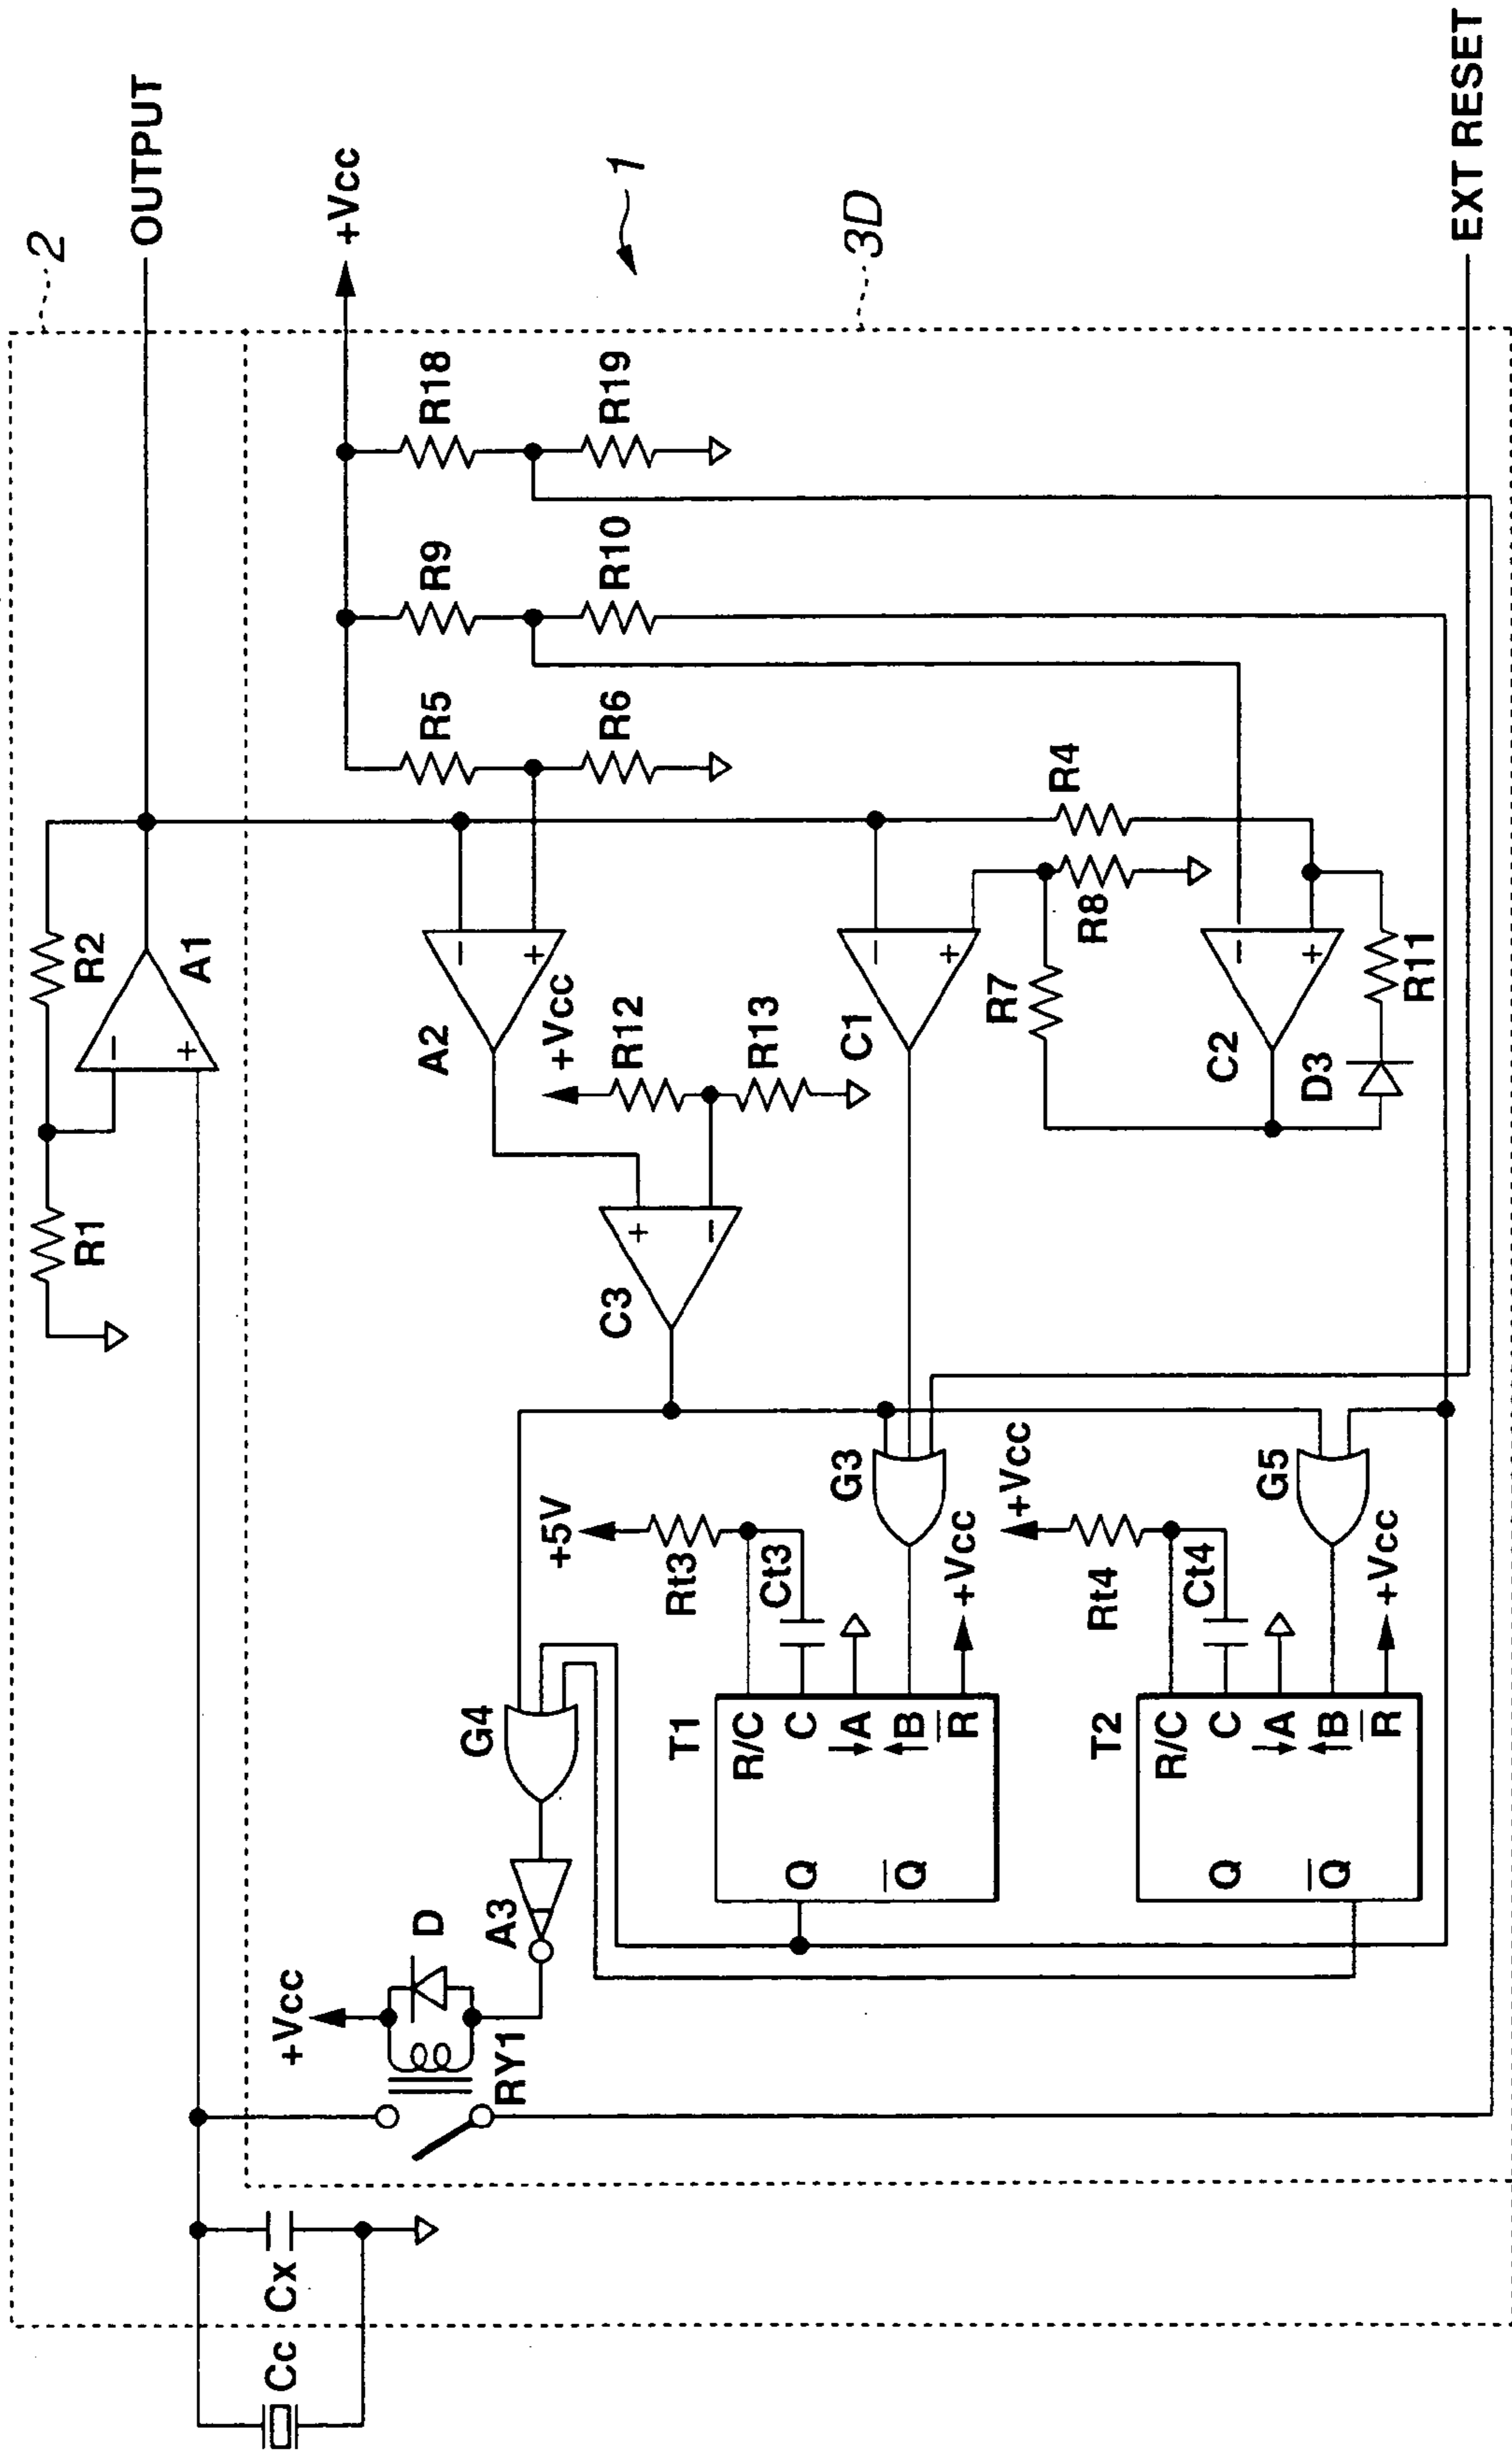 2
OUTPUT
+Vcc
1
3D
EXT RESET
R18
R19
R9
R10
R5
R6
R4
R2
A1
−
+
R1
A2
−
+
+Vcc
R12
R13
C1
−
+
R7
R8
C2
−
+
R11
D3
C3
+
−
G3
G5
G4
+5V
Rt3
Ct3
+Vcc
+Vcc
Rt4
Ct4
+Vcc
T1
R/C
C
↓A
↑B
R̅
Q
Q̅
T2
R/C
C
↓A
↑B
R̅
Q
Q̅
A3
D
+Vcc
RY1
Cx
Cc